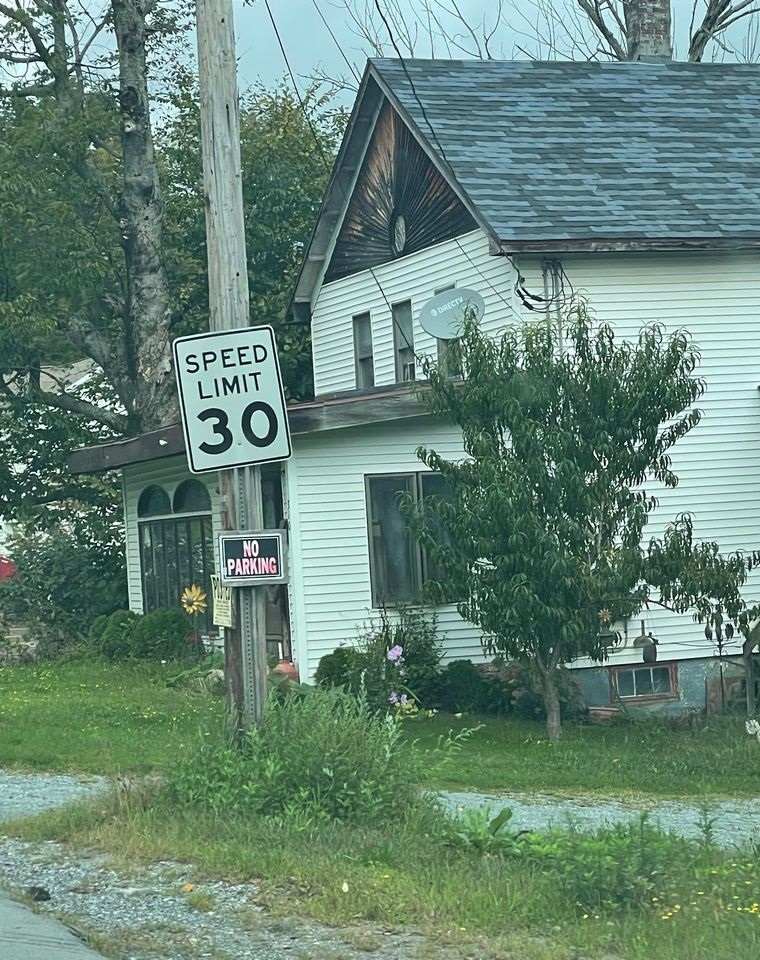 SPEED
LIMIT
30
NO
PARKING
DIRECTV